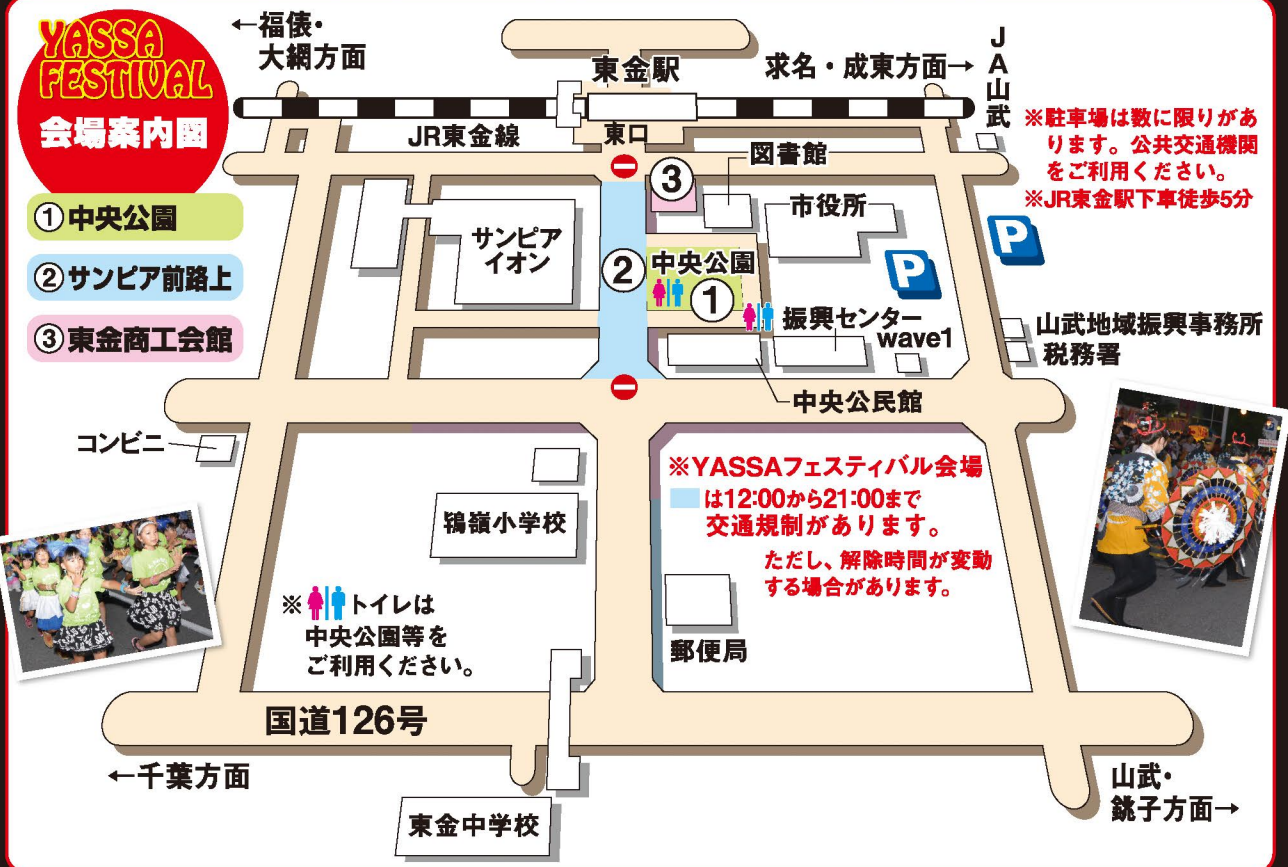 YASSA
FESTIVAL
会場案内図
①中央公園
②サンピア前路上
③東金商工会館
←福俵・
大網方面
東金駅
求名・成東方面→
JA山武
JR東金線
東口
※駐車場は数に限りがあ
ります。公共交通機関
をご利用ください。
※JR東金駅下車徒歩5分
③
図書館
市役所
サンピア
イオン
②
中央公園
①
P
P
振興センター
wave1
山武地域振興事務所
税務署
中央公民館
コンビニ
※YASSAフェスティバル会場
は12:00から21:00まで
交通規制があります。
ただし、解除時間が変動
する場合があります。
鴇嶺小学校
※トイレは
中央公園等を
ご利用ください。
郵便局
国道126号
←千葉方面
東金中学校
山武・
銚子方面→